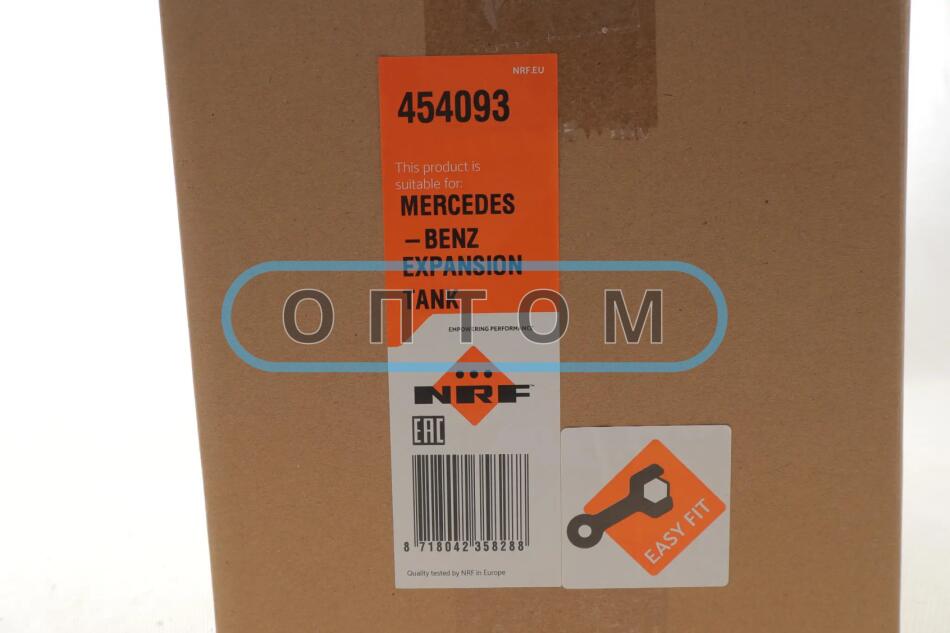 NRF.EU
454093
This product is
suitable for:
MERCEDES
-BENZ
EXPANSION
TANK
ОПТОМ
EMPOWERING PERFORMANCE
NRF™
EAC
8 718042 358288
Quality tested by NRF in Europe
EASY FIT